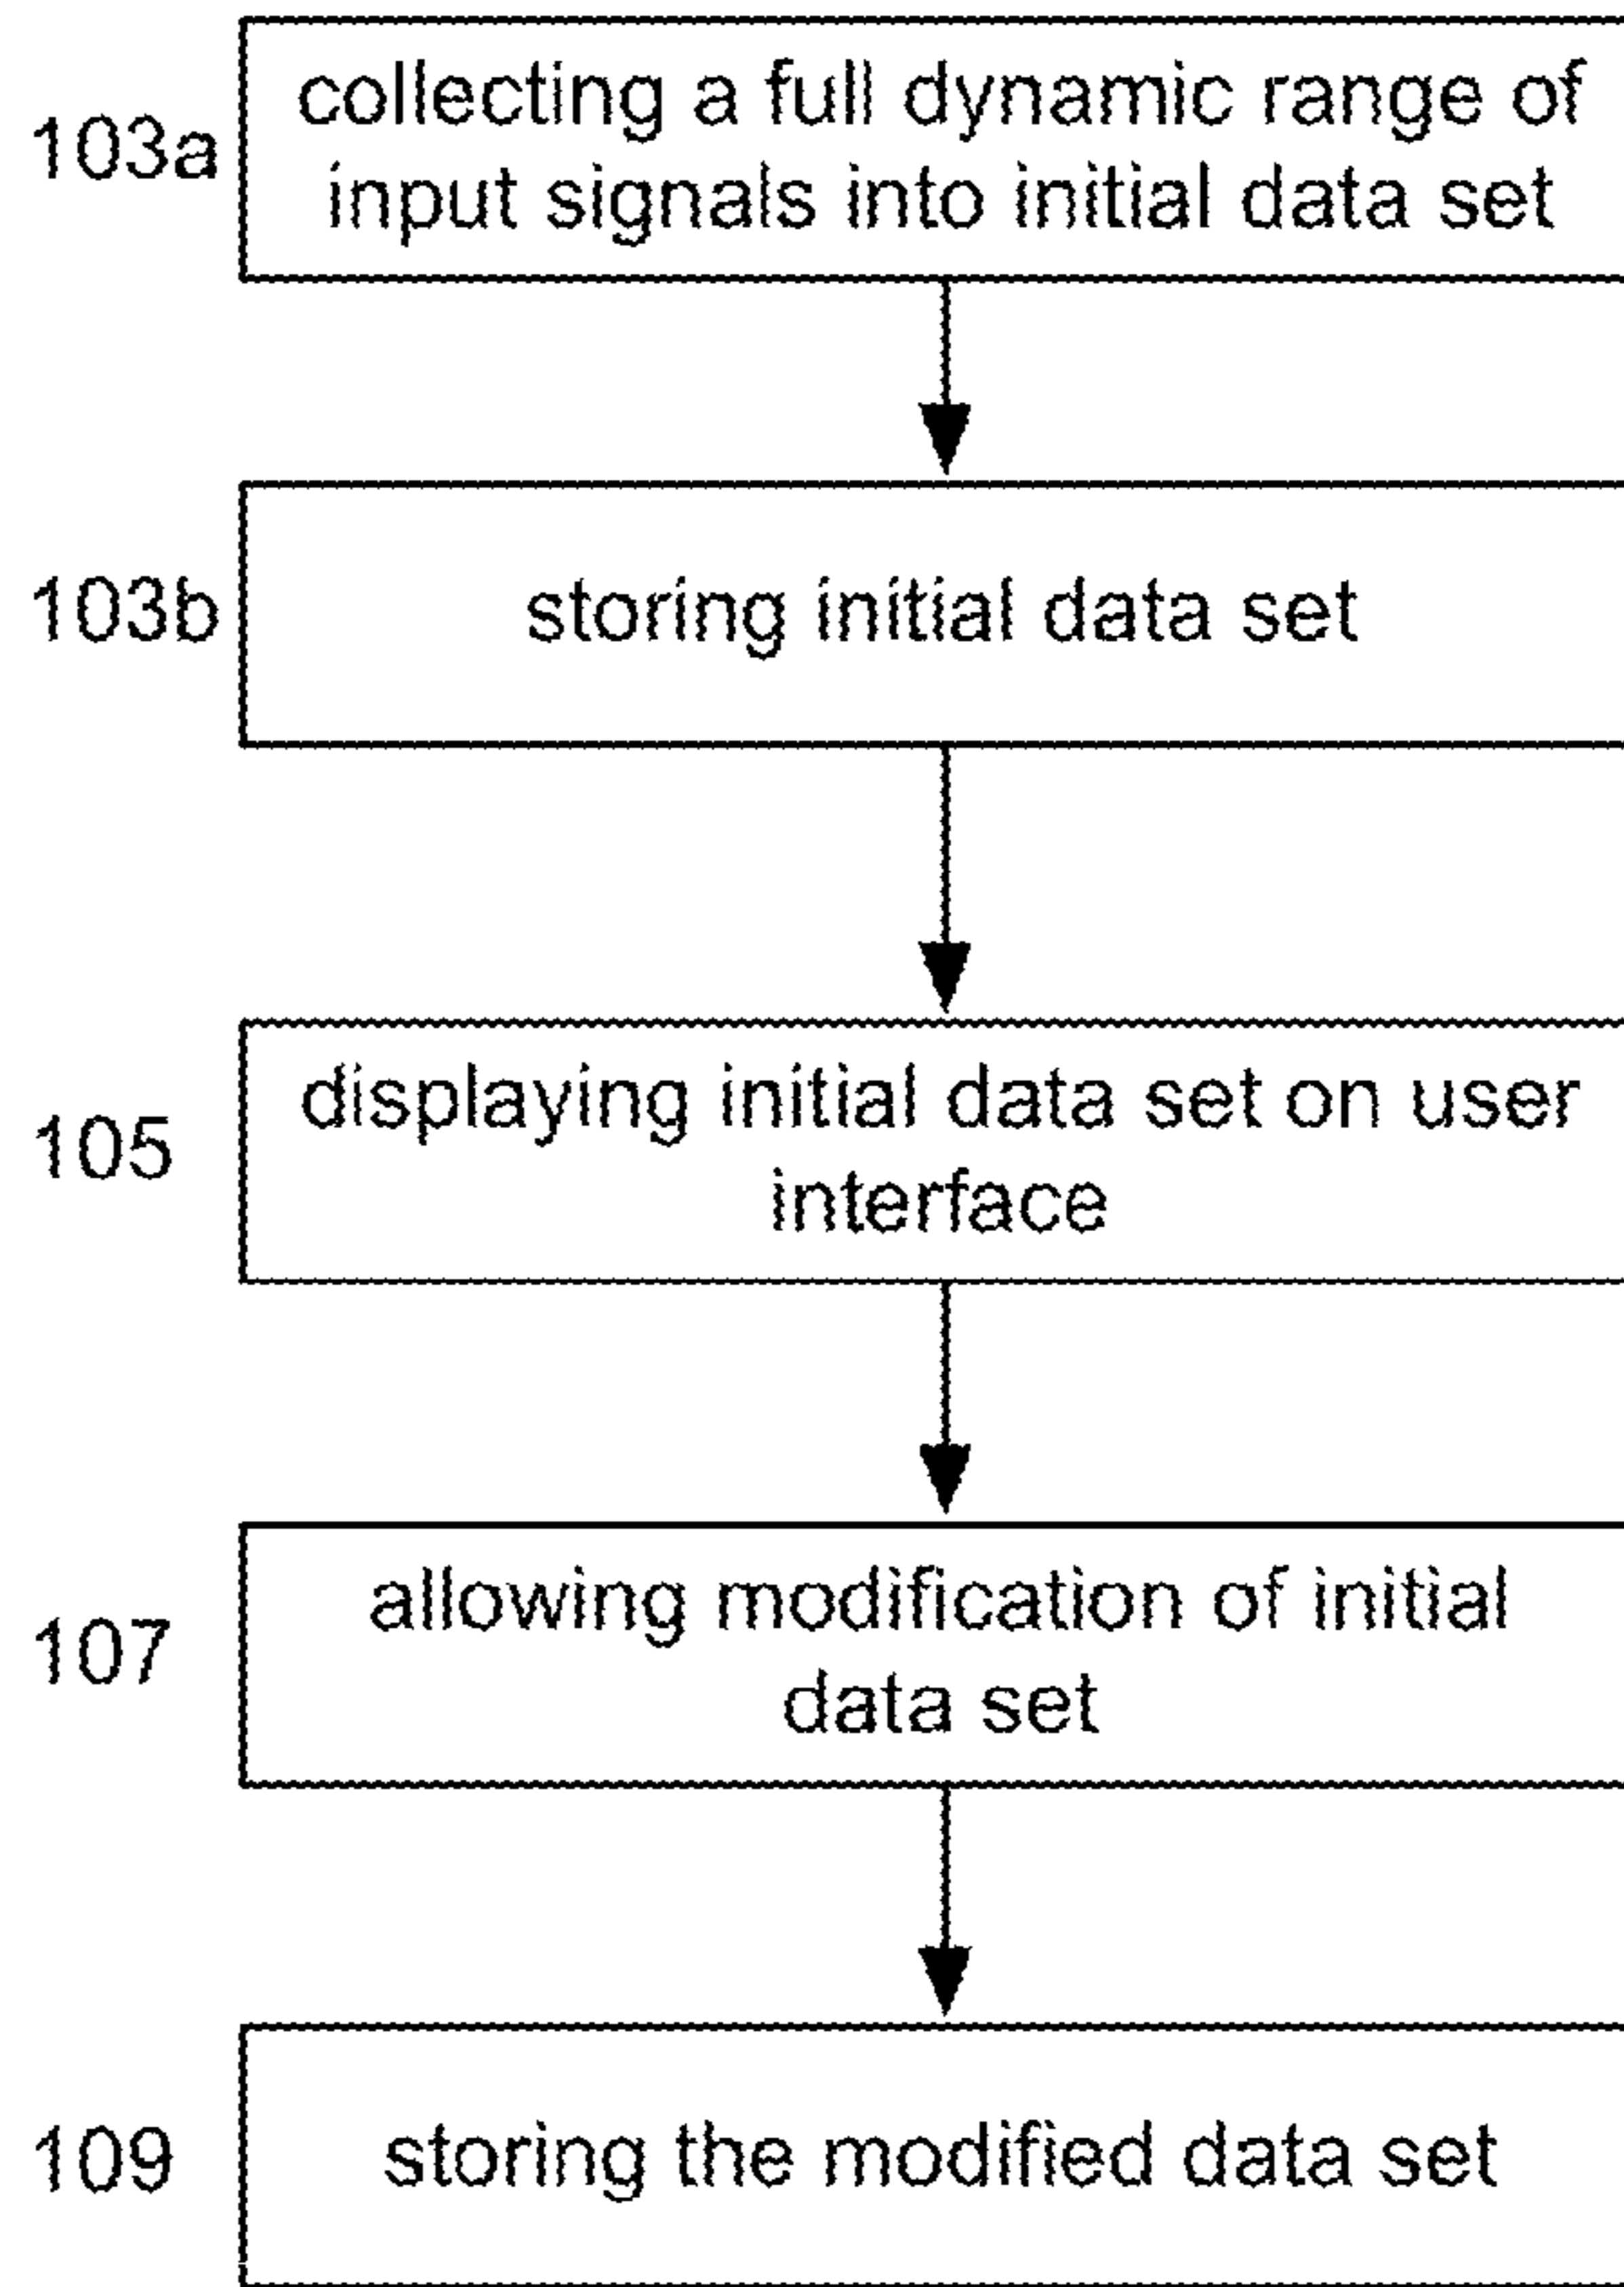 103a
collecting a full dynamic range of
input signals into initial data set
103b
storing initial data set
105
displaying initial data set on user
interface
107
allowing modification of initial
data set
109
storing the modified data set